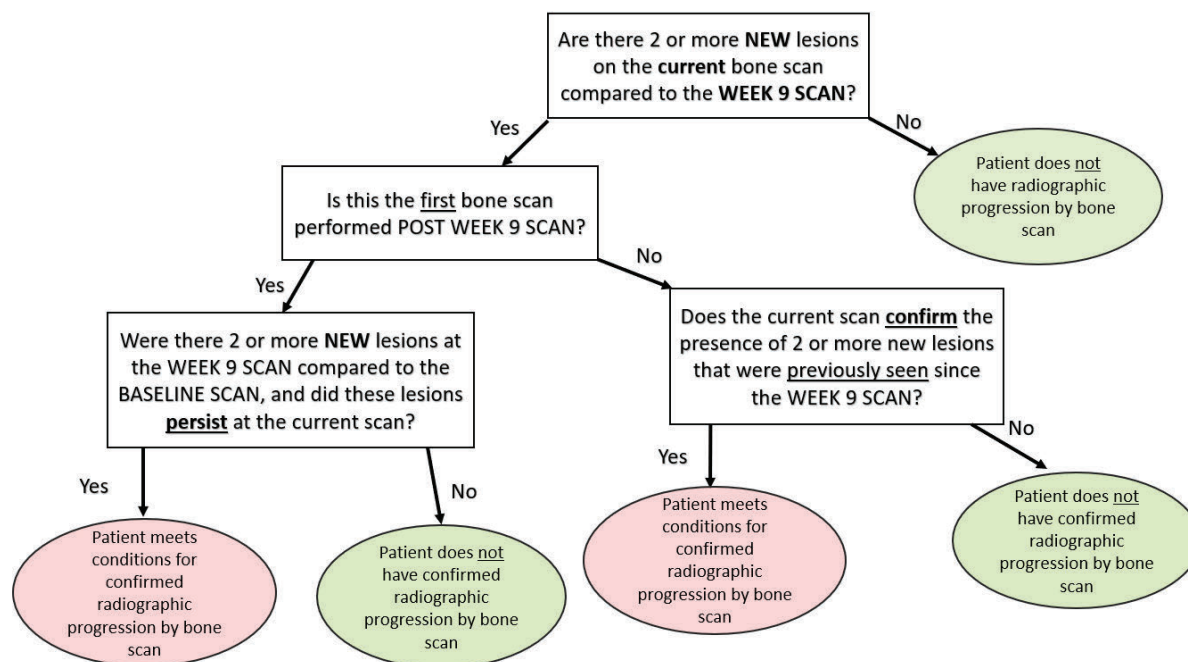 Are there 2 or more NEW lesions
on the current bone scan
compared to the WEEK 9 SCAN?
Yes
No
Patient does not
have radiographic
progression by bone
scan
Is this the first bone scan
performed POST WEEK 9 SCAN?
Yes
No
Were there 2 or more NEW lesions at
the WEEK 9 SCAN compared to the
BASELINE SCAN, and did these lesions
persist at the current scan?
Does the current scan confirm the
presence of 2 or more new lesions
that were previously seen since
the WEEK 9 SCAN?
Yes
No
Yes
No
Patient meets
conditions for
confirmed
radiographic
progression by bone
scan
Patient does not
have confirmed
radiographic
progression by bone
scan
Patient meets
conditions for
confirmed
radiographic
progression by bone
scan
Patient does not
have confirmed
radiographic
progression by bone
scan